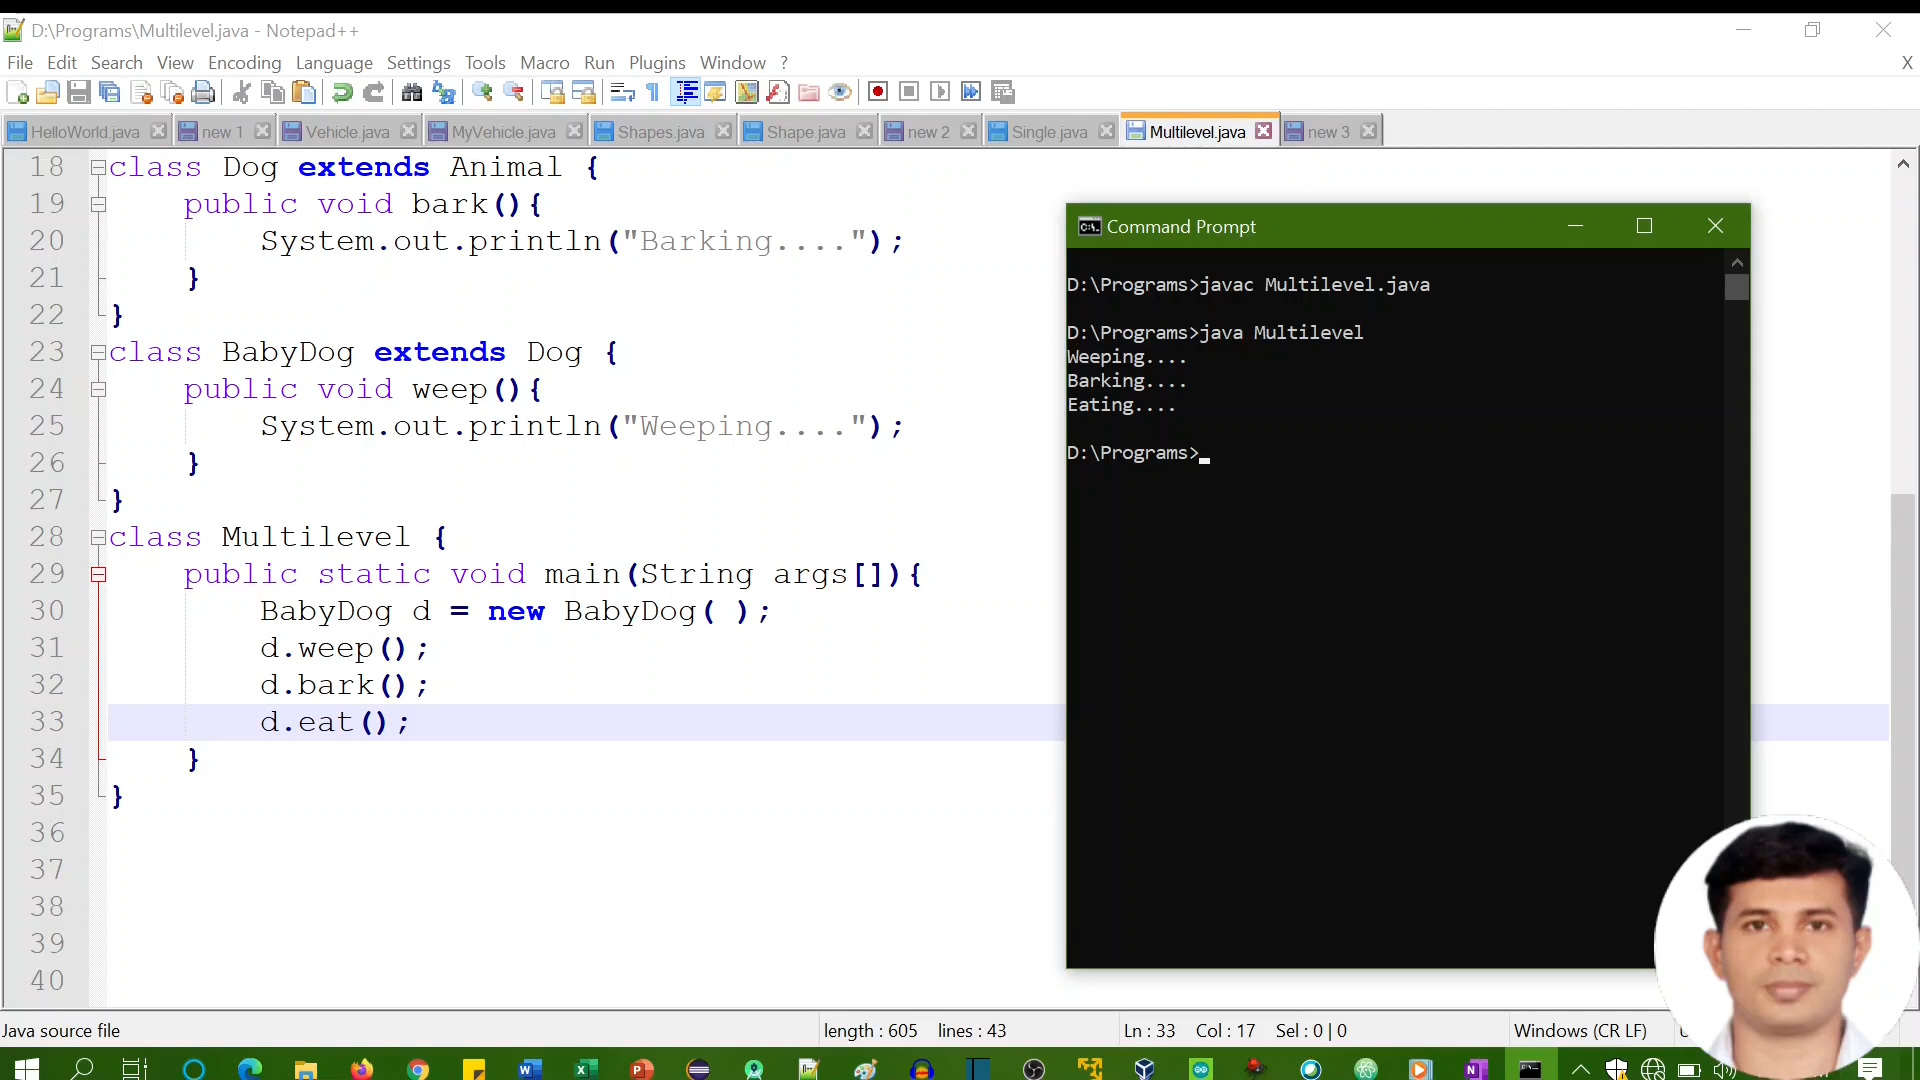 D:\Programs\Multilevel.java - Notepad++
File Edit Search View Encoding Language Settings Tools Macro Run Plugins Window ? X
HelloWorld.java new 1 Vehicle.java MyVehicle.java Shapes.java Shape.java new 2 Single.java Multilevel.java new 3
18 class Dog extends Animal {
19 public void bark(){
20 System.out.println("Barking....");
21 }
22 }
23 class BabyDog extends Dog {
24 public void weep(){
25 System.out.println("Weeping....");
26 }
27 }
28 class Multilevel {
29 public static void main(String args[]){
30 BabyDog d = new BabyDog( );
31 d.weep();
32 d.bark();
33 d.eat();
34 }
35 }
36
37
38
39
40
Command Prompt
D:\Programs>javac Multilevel.java
D:\Programs>java Multilevel
Weeping....
Barking....
Eating....
D:\Programs>
Java source file length : 605 lines : 43 Ln : 33 Col : 17 Sel : 0 | 0 Windows (CR LF)